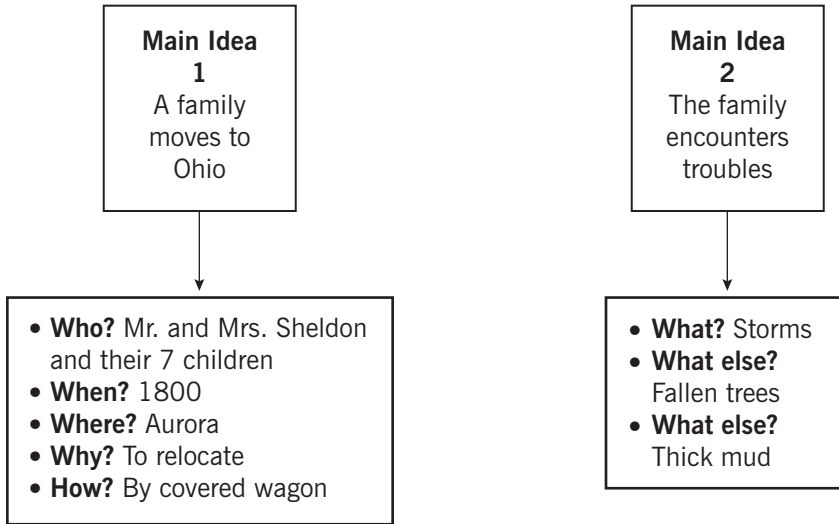 Main Idea
1
A family
moves to
Ohio
• Who? Mr. and Mrs. Sheldon
and their 7 children
• When? 1800
• Where? Aurora
• Why? To relocate
• How? By covered wagon
Main Idea
2
The family
encounters
troubles
• What? Storms
• What else?
Fallen trees
• What else?
Thick mud